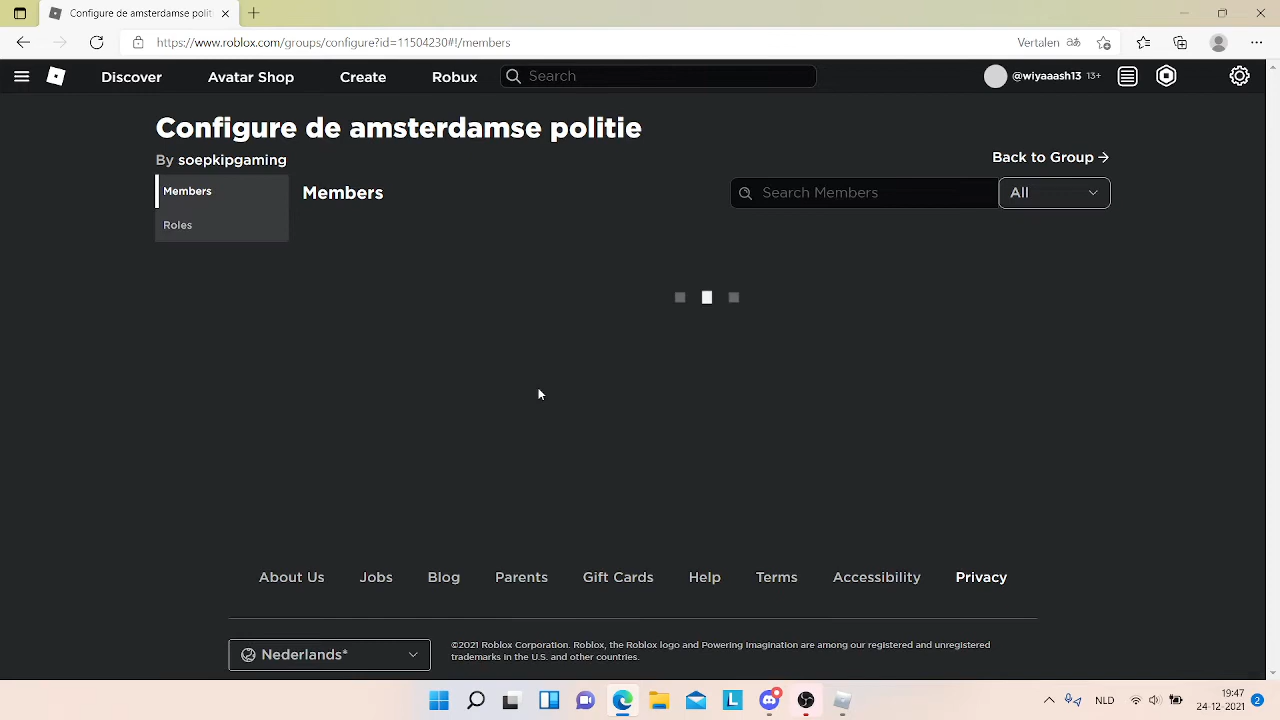 Configure de amsterdamse polit
https://www.roblox.com/groups/configure?id=11504230#!/members
Vertalen
Discover
Avatar Shop
Create
Robux
Search
@wiyaaash13 13+
Configure de amsterdamse politie
By soepkipgaming
Back to Group
Members
Roles
Members
Search Members
All
About Us
Jobs
Blog
Parents
Gift Cards
Help
Terms
Accessibility
Privacy
Nederlands*
©2021 Roblox Corporation. Roblox, the Roblox logo and Powering Imagination are among our registered and unregistered
trademarks in the U.S. and other countries.
L
NLD
19:47
24-12-2021
2